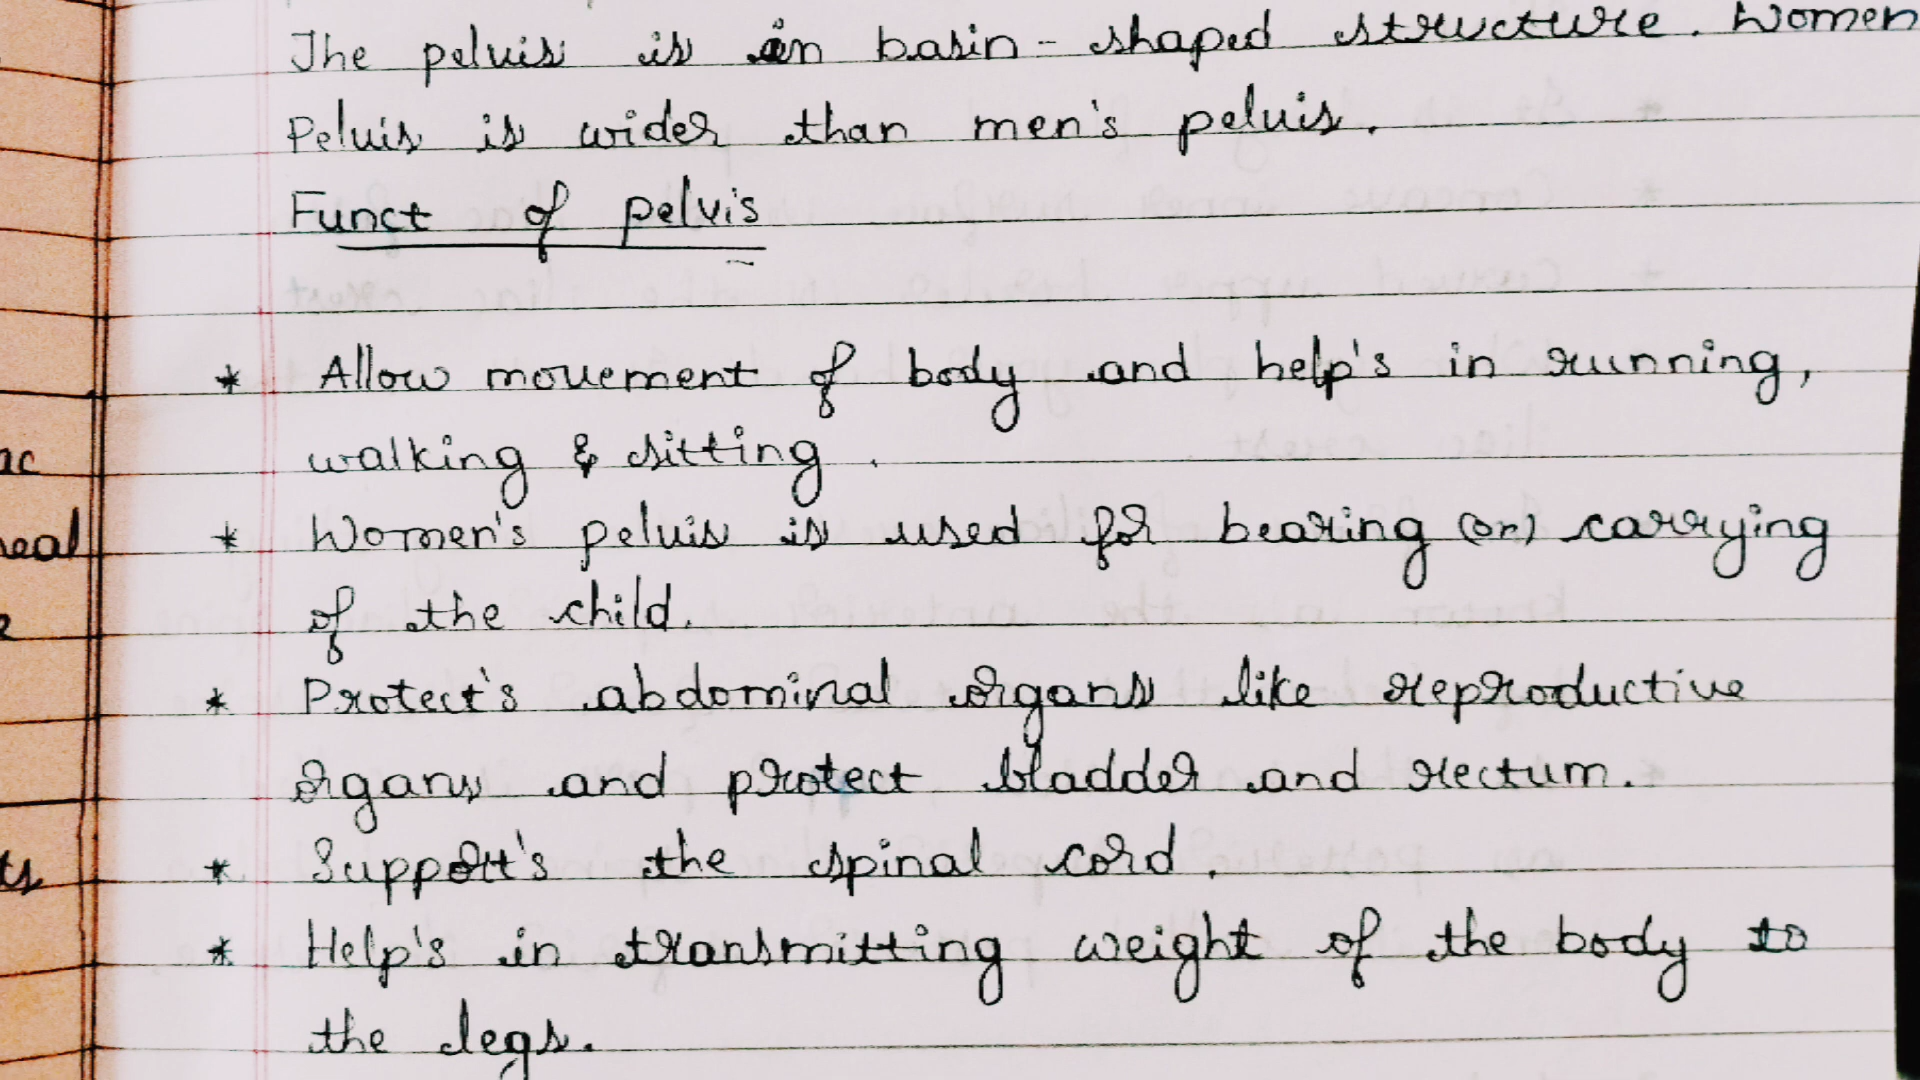 The pelvis is in basin - shaped structure. Women
Pelvis is wider than men's pelvis.
Funct of pelvis
* Allow movement of body and help's in running,
walking & sitting.
* Women's pelvis is used for bearing (or) carrying
of the child.
* Protect's abdominal organs like reproductive
organs and protect bladder and rectum.
* Support's the spinal cord.
* Help's in transmitting weight of the body to
the legs.